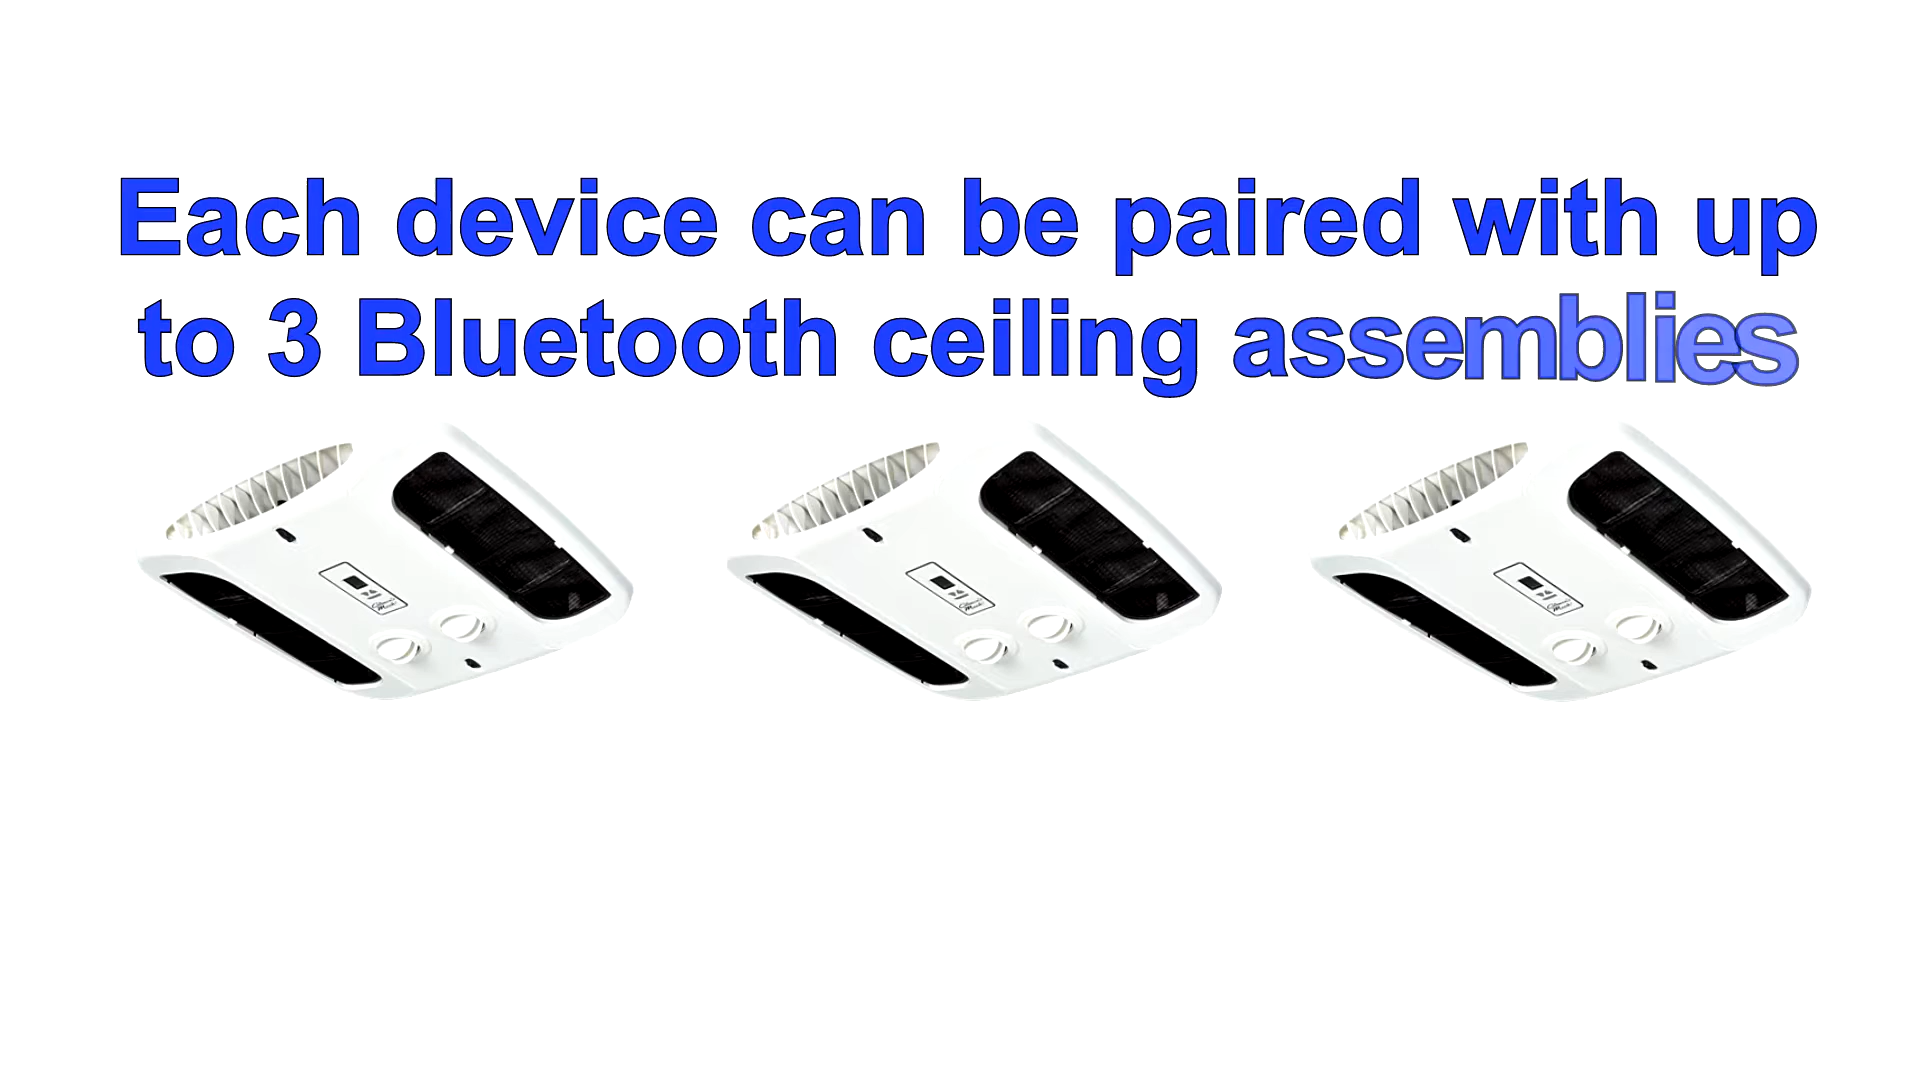 Each device can be paired with up
to 3 Bluetooth ceiling assemblies